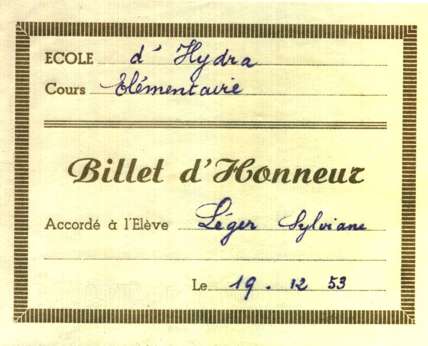 ECOLE d'Hydra
Cours Elémentaire
Billet d'Honneur
Accordé à l'Elève Léger Sylviane
Le 19.12 53